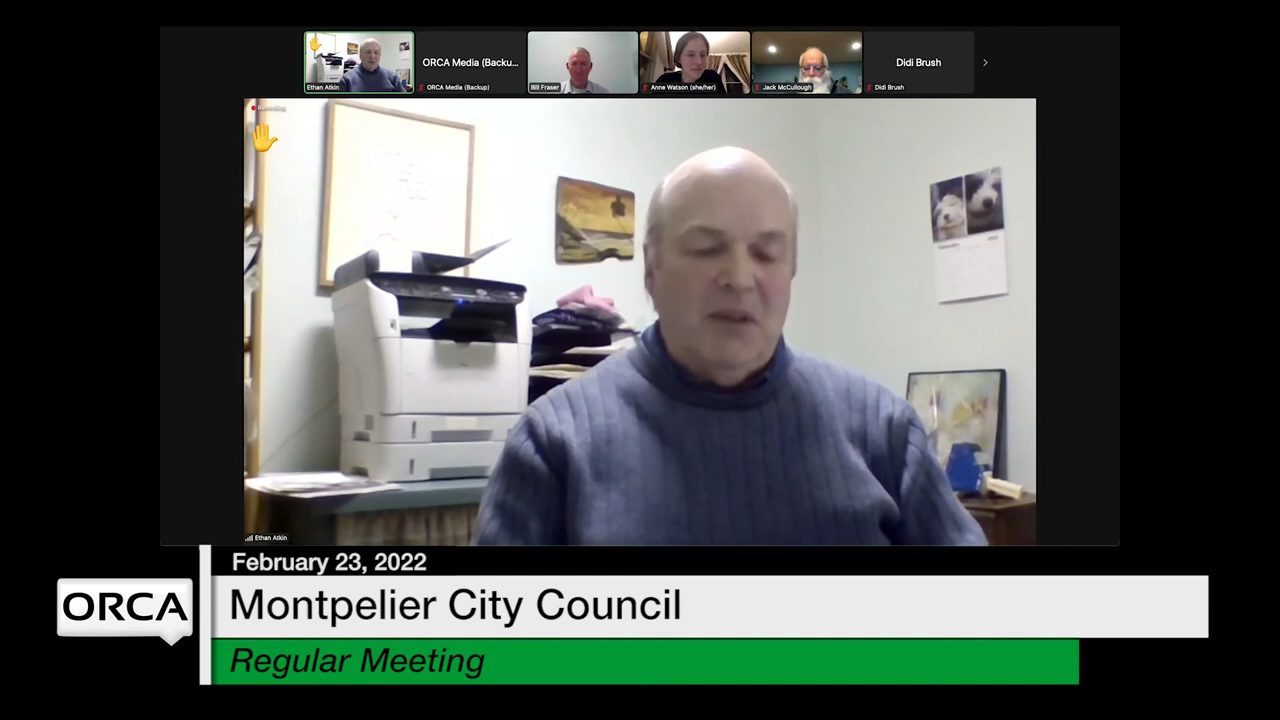 ORCA Media (Backu...
Didi Brush
Ethan Atkin
ORCA Media (Backup)
Bill Fraser
Anne Watson (she/her)
Jack McCullough
Didi Brush
Recording
Ethan Atkin
February 23, 2022
ORCA
Montpelier City Council
Regular Meeting